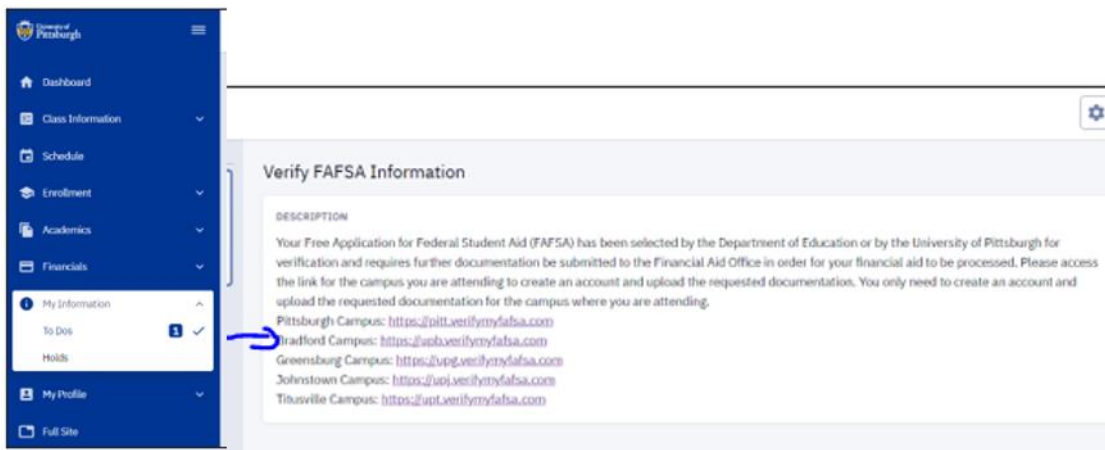 University of
Pittsburgh
Dashboard
Class Information
Schedule
Enrollment
Academics
Financials
My Information
To Dos 1
Holds
My Profile
Full Site
Verify FAFSA Information
DESCRIPTION
Your Free Application for Federal Student Aid (FAFSA) has been selected by the Department of Education or by the University of Pittsburgh for
verification and requires further documentation be submitted to the Financial Aid Office in order for your financial aid to be processed. Please access
the link for the campus you are attending to create an account and upload the requested documentation. You only need to create an account and
upload the requested documentation for the campus where you are attending.
Pittsburgh Campus: https://pitt.verifymyfafsa.com
Bradford Campus: https://upb.verifymyfafsa.com
Greensburg Campus: https://upg.verifymyfafsa.com
Johnstown Campus: https://upj.verifymyfafsa.com
Titusville Campus: https://upt.verifymyfafsa.com